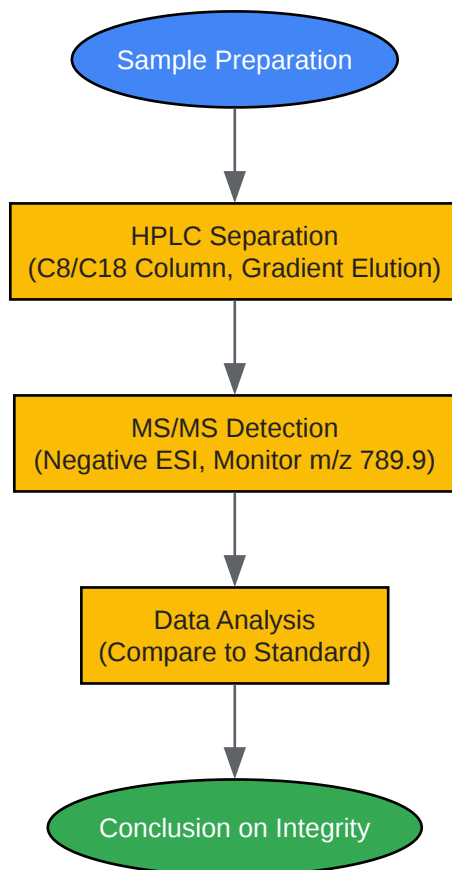 Sample Preparation
HPLC Separation
(C8/C18 Column, Gradient Elution)
MS/MS Detection
(Negative ESI, Monitor m/z 789.9)
Data Analysis
(Compare to Standard)
Conclusion on Integrity